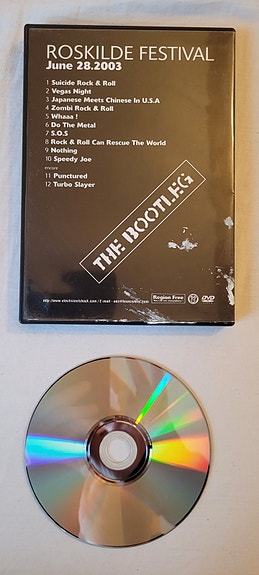 ROSKILDE FESTIVAL
June 28.2003
1 Suicide Rock & Roll
2 Vegas Night
3 Japanese Meets Chinese In U.S.A
4 Zombi Rock & Roll
5 Whaaa !
6 Do The Metal
7 S.O.S
8 Rock & Roll Can Rescue The World
9 Nothing
10 Speedy Joe
encore
11 Punctured
12 Turbo Slayer
THE BOOTLEG
Region Free
DVD